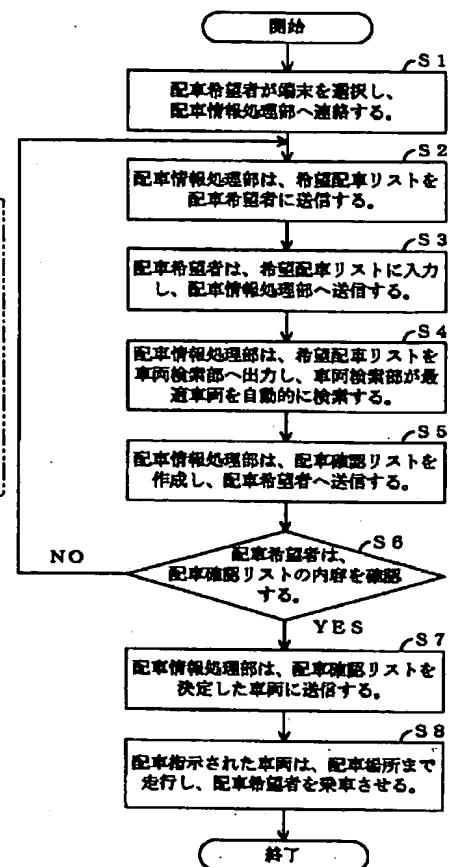 開始
S1
配車希望者が端末を選択し、
配車情報処理部へ連絡する。
S2
配車情報処理部は、希望配車リストを
配車希望者に送信する。
S3
配車希望者は、希望配車リストに入力
し、配車情報処理部へ送信する。
S4
配車情報処理部は、希望配車リストを
車両検索部へ出力し、車両検索部が最
適車両を自動的に検索する。
S5
配車情報処理部は、配車確認リストを
作成し、配車希望者へ送信する。
S6
配車希望者は、
配車確認リストの内容を確認
する。
NO
YES
S7
配車情報処理部は、配車確認リストを
決定した車両に送信する。
S8
配車指示された車両は、配車場所まで
走行し、配車希望者を乗車させる。
終了